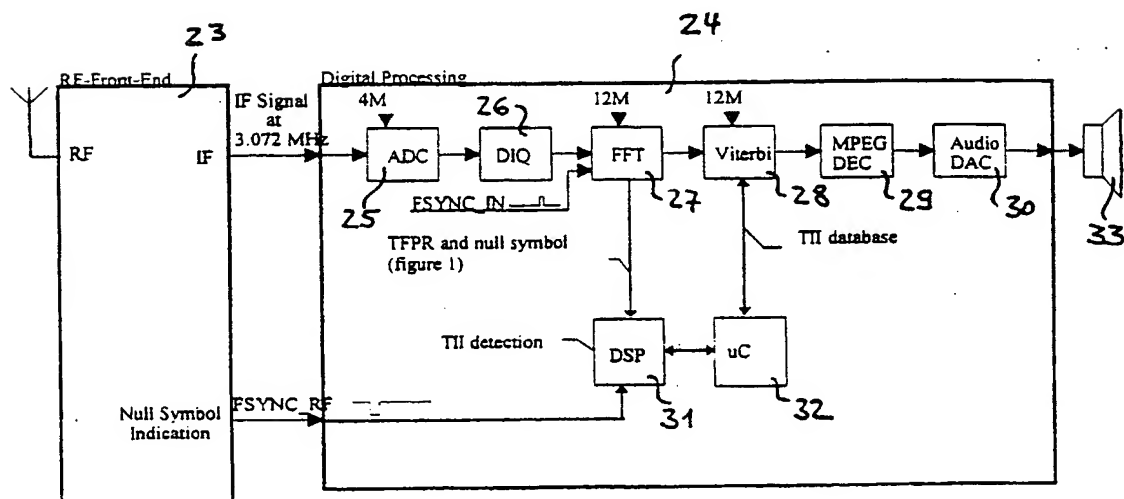 23
24
RF-Front-End
Digital Processing
IF Signal
at
3.072 MHz
4M
26
12M
12M
RF
IF
ADC
DIQ
FFT
Viterbi
MPEG
DEC
Audio
DAC
25
FSYNC_IN
27
28
29
30
33
TFPR and null symbol
(figure 1)
TII database
TII detection
DSP
uC
31
32
Null Symbol
Indication
FSYNC_RF